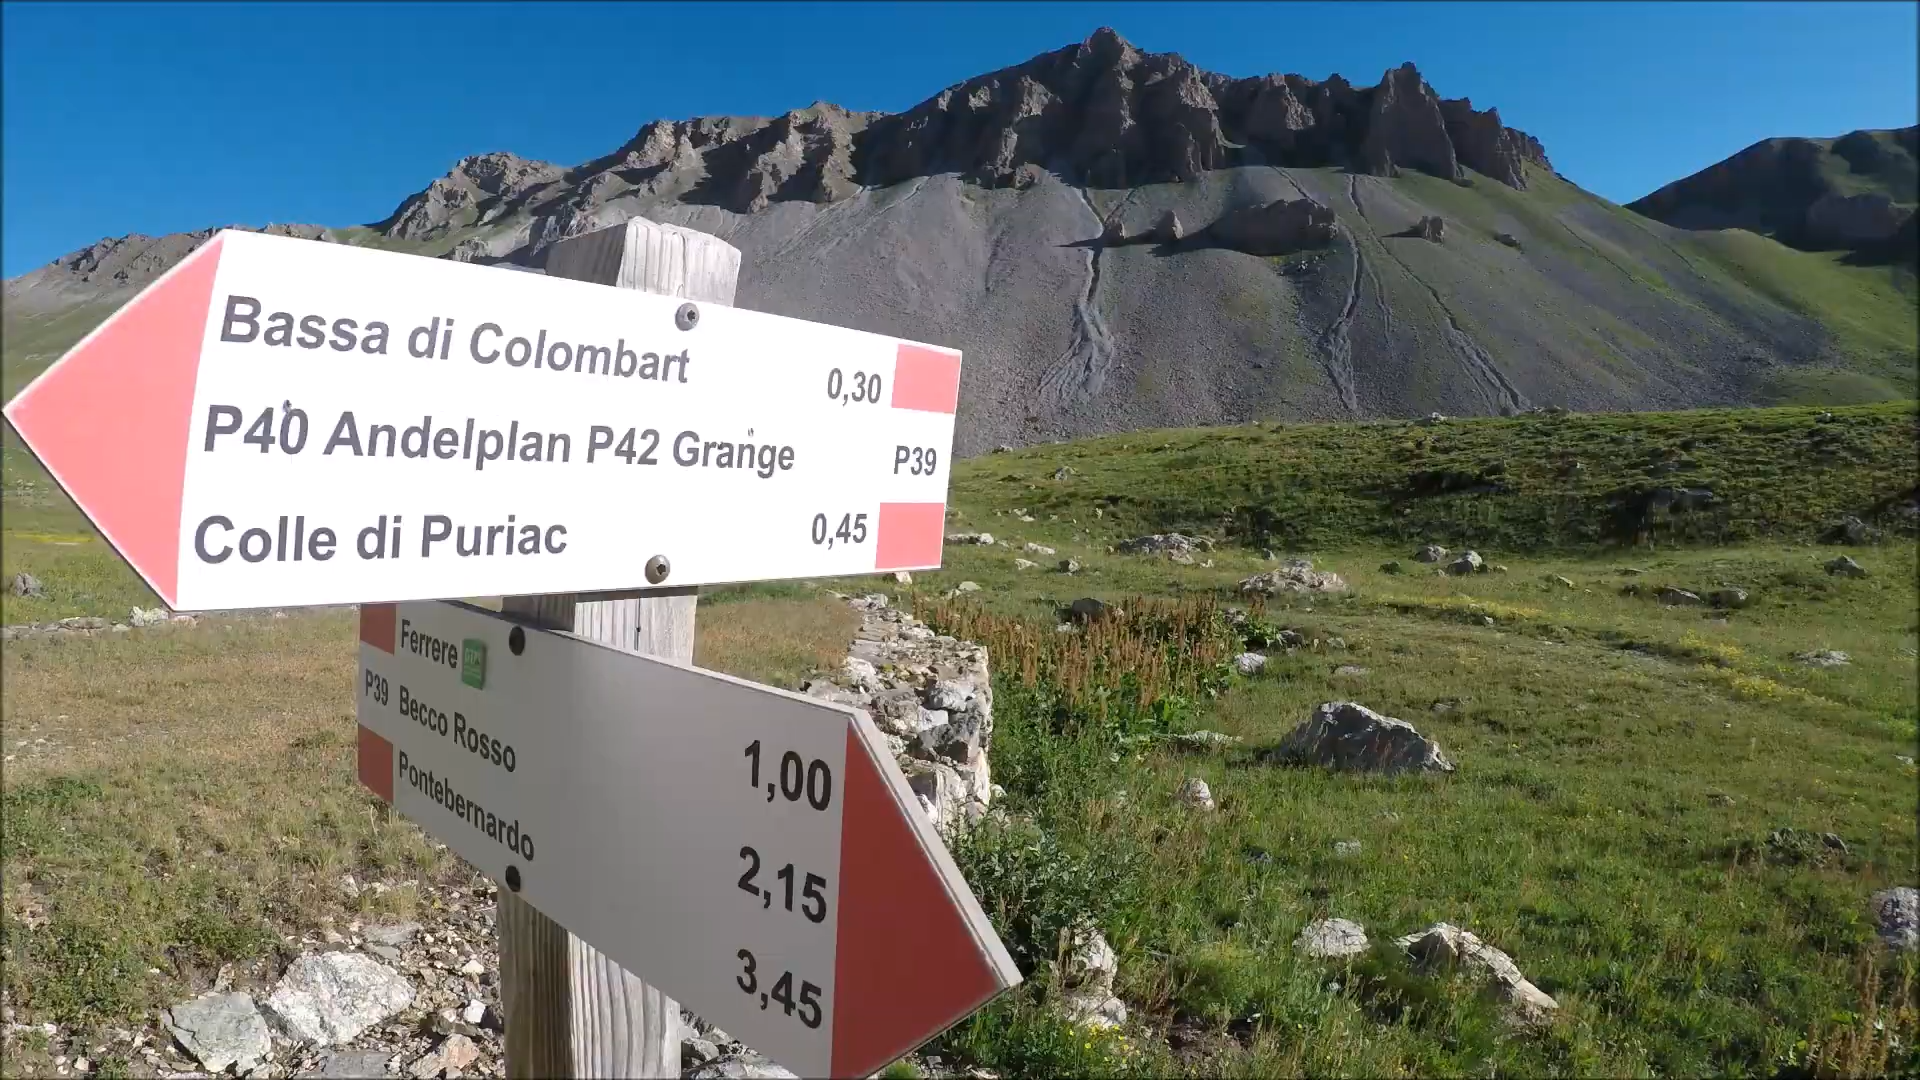 Bassa di Colombart 0,30
P40 Andelplan P42 Grange P39
Colle di Puriac 0,45
Ferrere GTA 1,00
P39 Becco Rosso 2,15
Pontebernardo 3,45